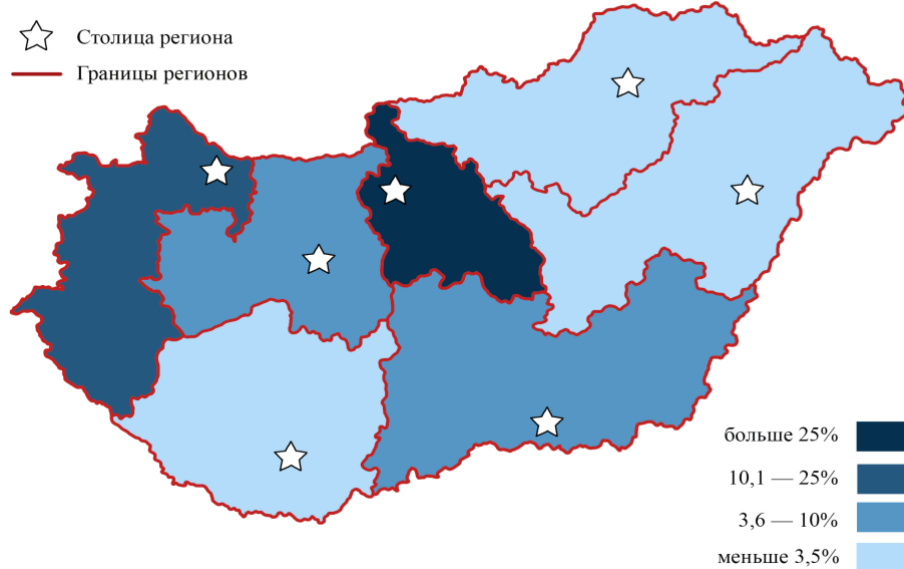 Столица региона
Границы регионов
больше 25%
10,1 — 25%
3,6 — 10%
меньше 3,5%